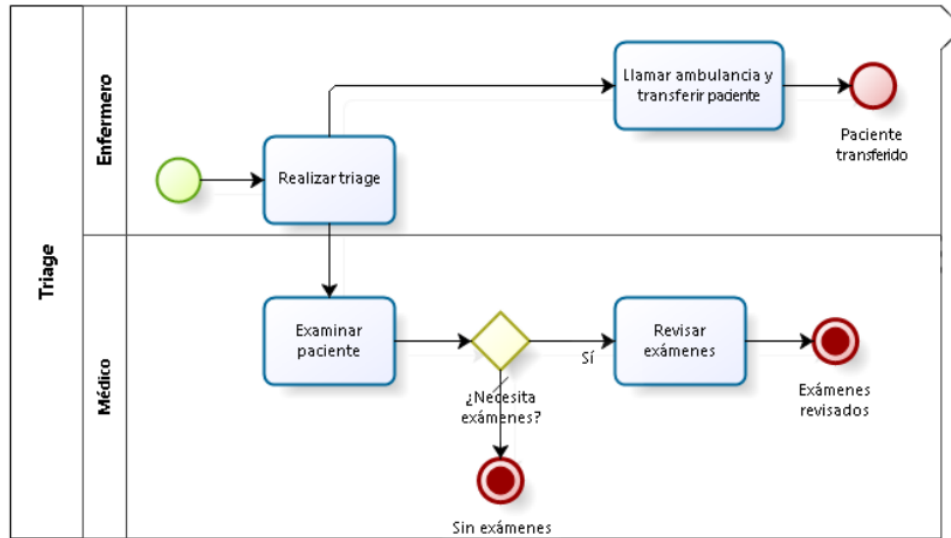 Triage
Enfermero
Realizar triage
Llamar ambulancia y
transferir paciente
Paciente
transferido
Médico
Examinar
paciente
¿Necesita
exámenes?
Sí
Revisar
exámenes
Exámenes
revisados
Sin exámenes